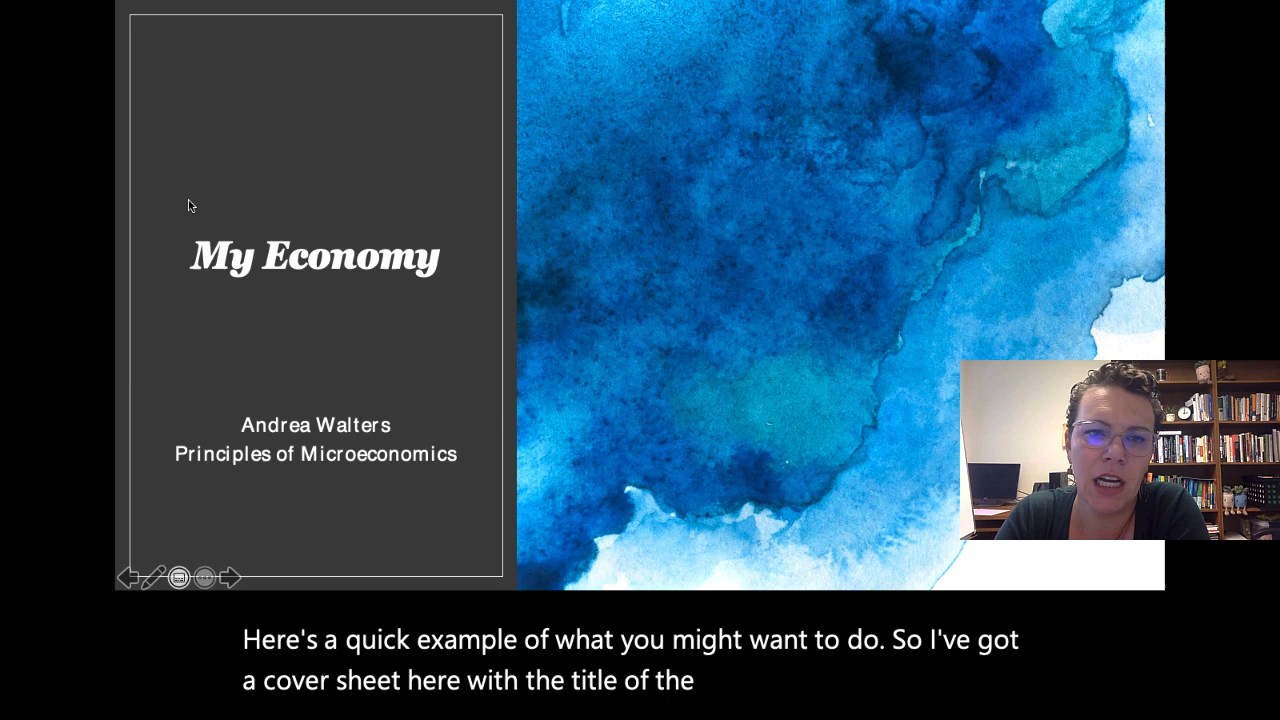 My Economy
Andrea Walters
Principles of Microeconomics
Here's a quick example of what you might want to do. So I've got
a cover sheet here with the title of the